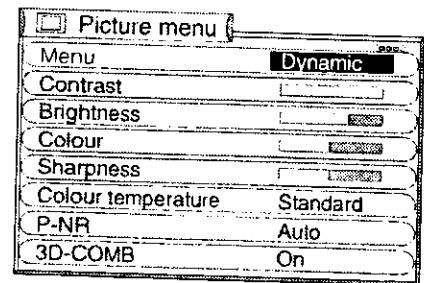 Picture menu
Menu Dynamic
Contrast
Brightness
Colour
Sharpness
Colour temperature Standard
P-NR Auto
3D-COMB On